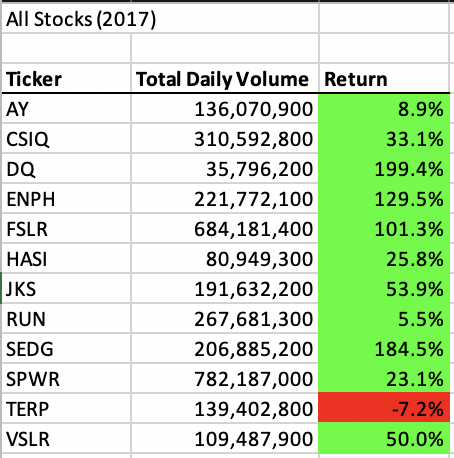 All Stocks (2017)
Ticker Total Daily Volume Return
AY 136,070,900 8.9%
CSIQ 310,592,800 33.1%
DQ 35,796,200 199.4%
ENPH 221,772,100 129.5%
FSLR 684,181,400 101.3%
HASI 80,949,300 25.8%
JKS 191,632,200 53.9%
RUN 267,681,300 5.5%
SEDG 206,885,200 184.5%
SPWR 782,187,000 23.1%
TERP 139,402,800 -7.2%
VSLR 109,487,900 50.0%